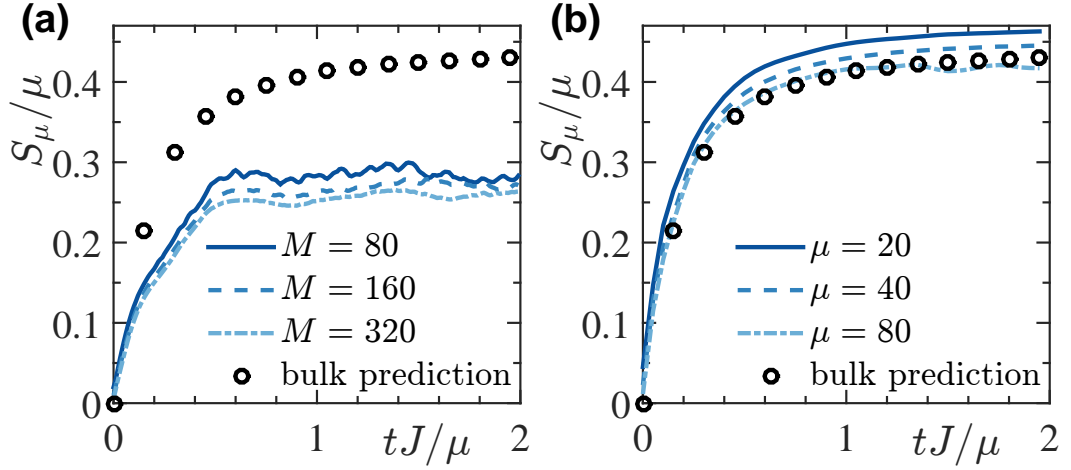 (a)
S_μ/μ
0.4
0.3
0.2
0.1
0
0
1
2
tJ/μ
M = 80
M = 160
M = 320
bulk prediction
(b)
S_μ/μ
0.4
0.3
0.2
0.1
0
0
1
2
tJ/μ
μ = 20
μ = 40
μ = 80
bulk prediction